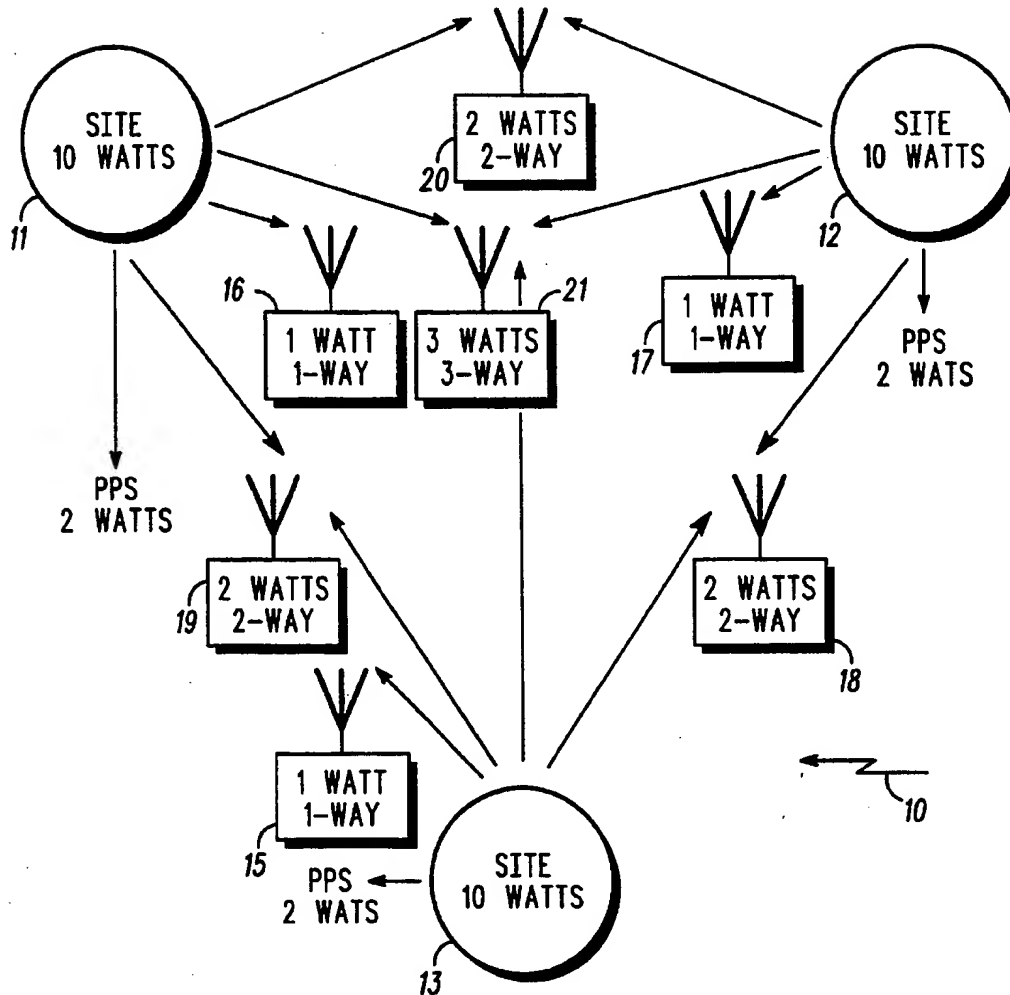 SITE
10 WATTS
11
2 WATTS
2-WAY
20
SITE
10 WATTS
12
16
1 WATT
1-WAY
3 WATTS
3-WAY
21
1 WATT
1-WAY
17
PPS
2 WATS
PPS
2 WATTS
2 WATTS
2-WAY
19
2 WATTS
2-WAY
18
1 WATT
1-WAY
15
10
PPS
2 WATS
SITE
10 WATTS
13